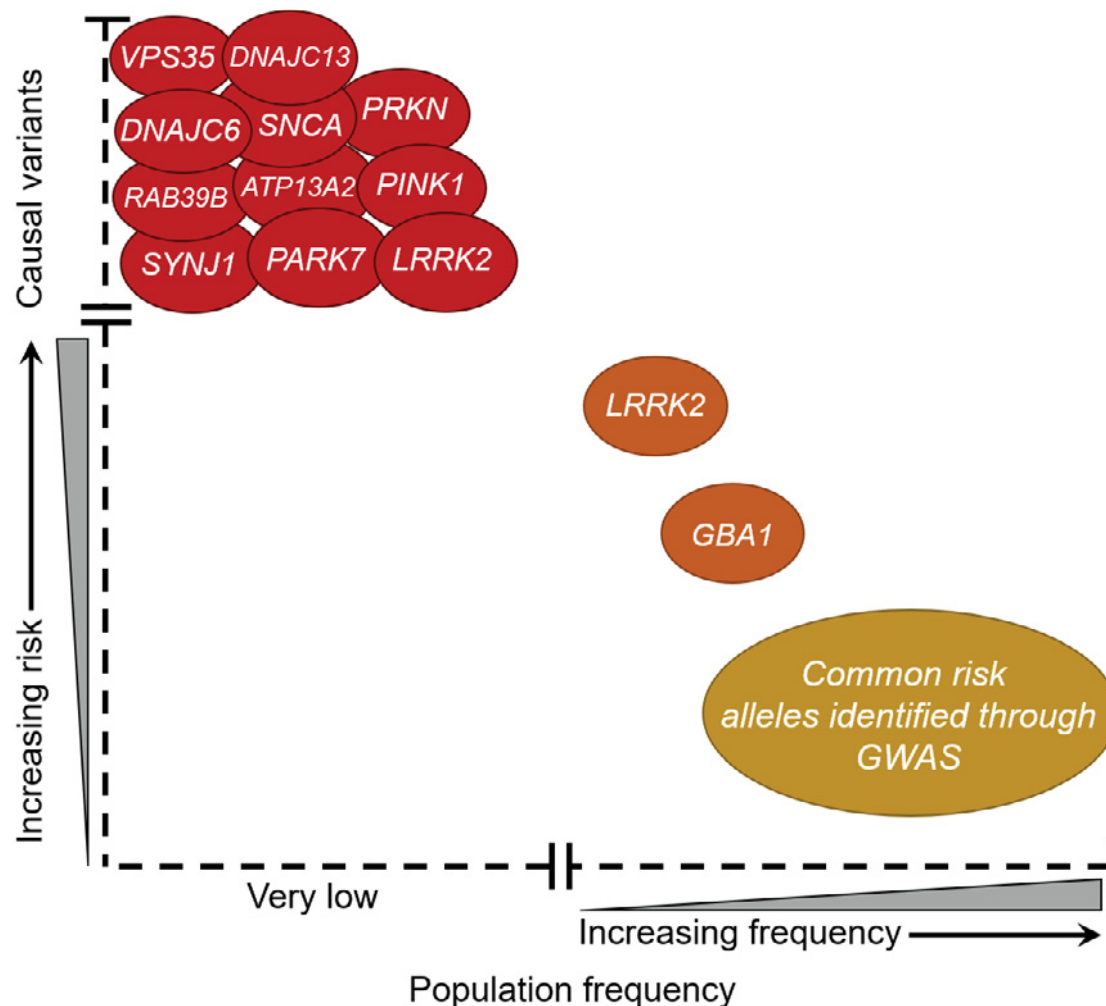 Causal variants
VPS35
DNAJC13
DNAJC6
SNCA
PRKN
RAB39B
ATP13A2
PINK1
SYNJ1
PARK7
LRRK2
Increasing risk
LRRK2
GBA1
Common risk
alleles identified through
GWAS
Very low
Increasing frequency
Population frequency